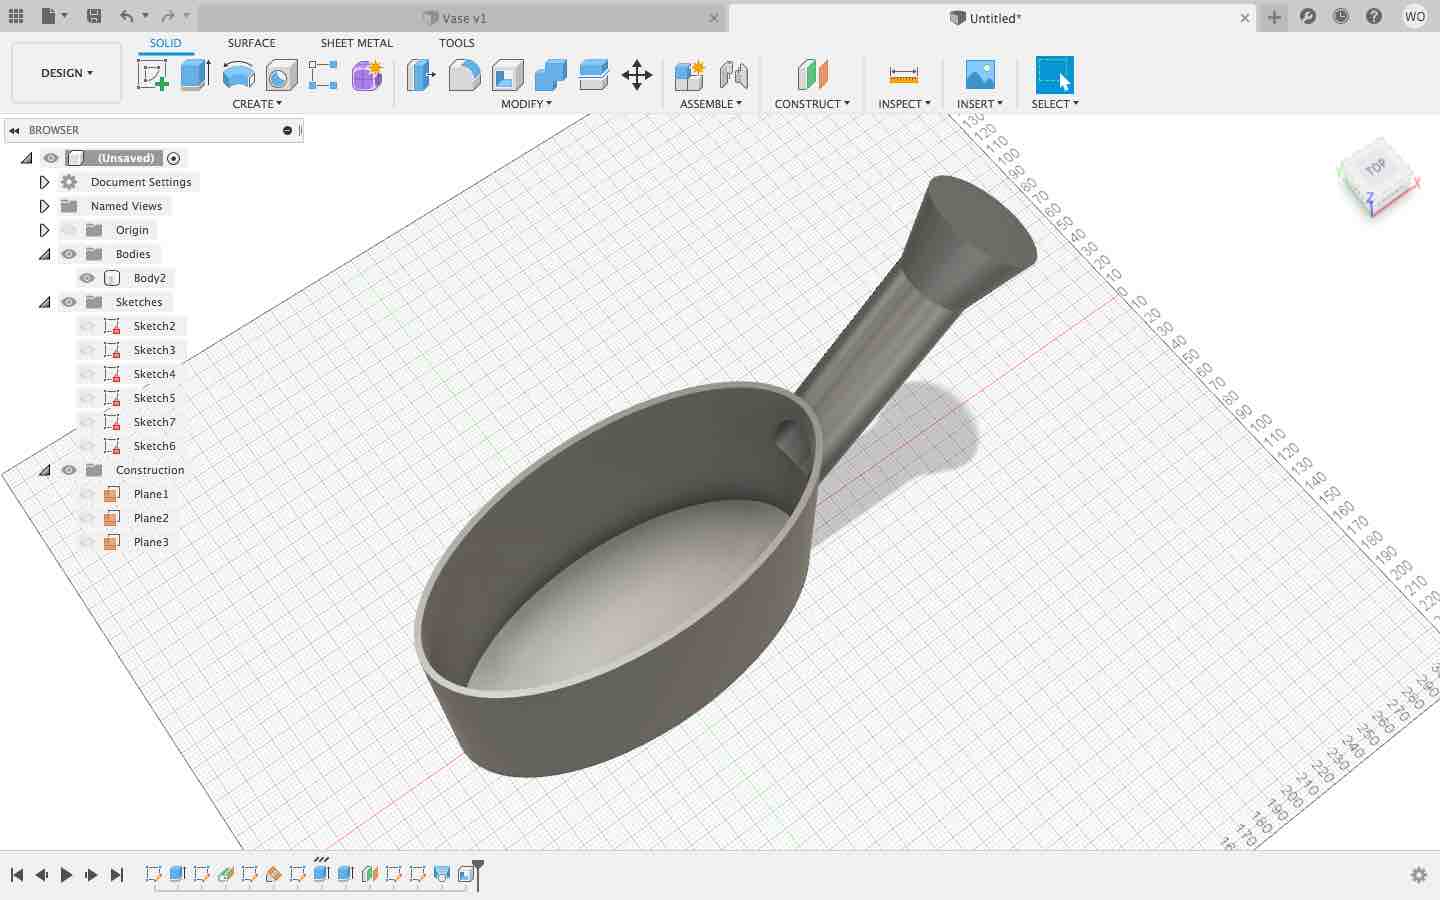 Vase v1
Untitled*
WO
SOLID SURFACE SHEET METAL TOOLS
DESIGN
CREATE MODIFY ASSEMBLE CONSTRUCT INSPECT INSERT SELECT
BROWSER
(Unsaved)
Document Settings
Named Views
Origin
Bodies
Body2
Sketches
Sketch2
Sketch3
Sketch4
Sketch5
Sketch7
Sketch6
Construction
Plane1
Plane2
Plane3
TOP
X
Z
Y
130
120
110
100
90
80
70
60
50
40
30
20
10
0
10
20
30
40
50
60
70
80
90
100
110
120
130
140
150
160
170
180
190
200
210
220
290
280
270
260
250
240
230
220
210
200
190
180
170